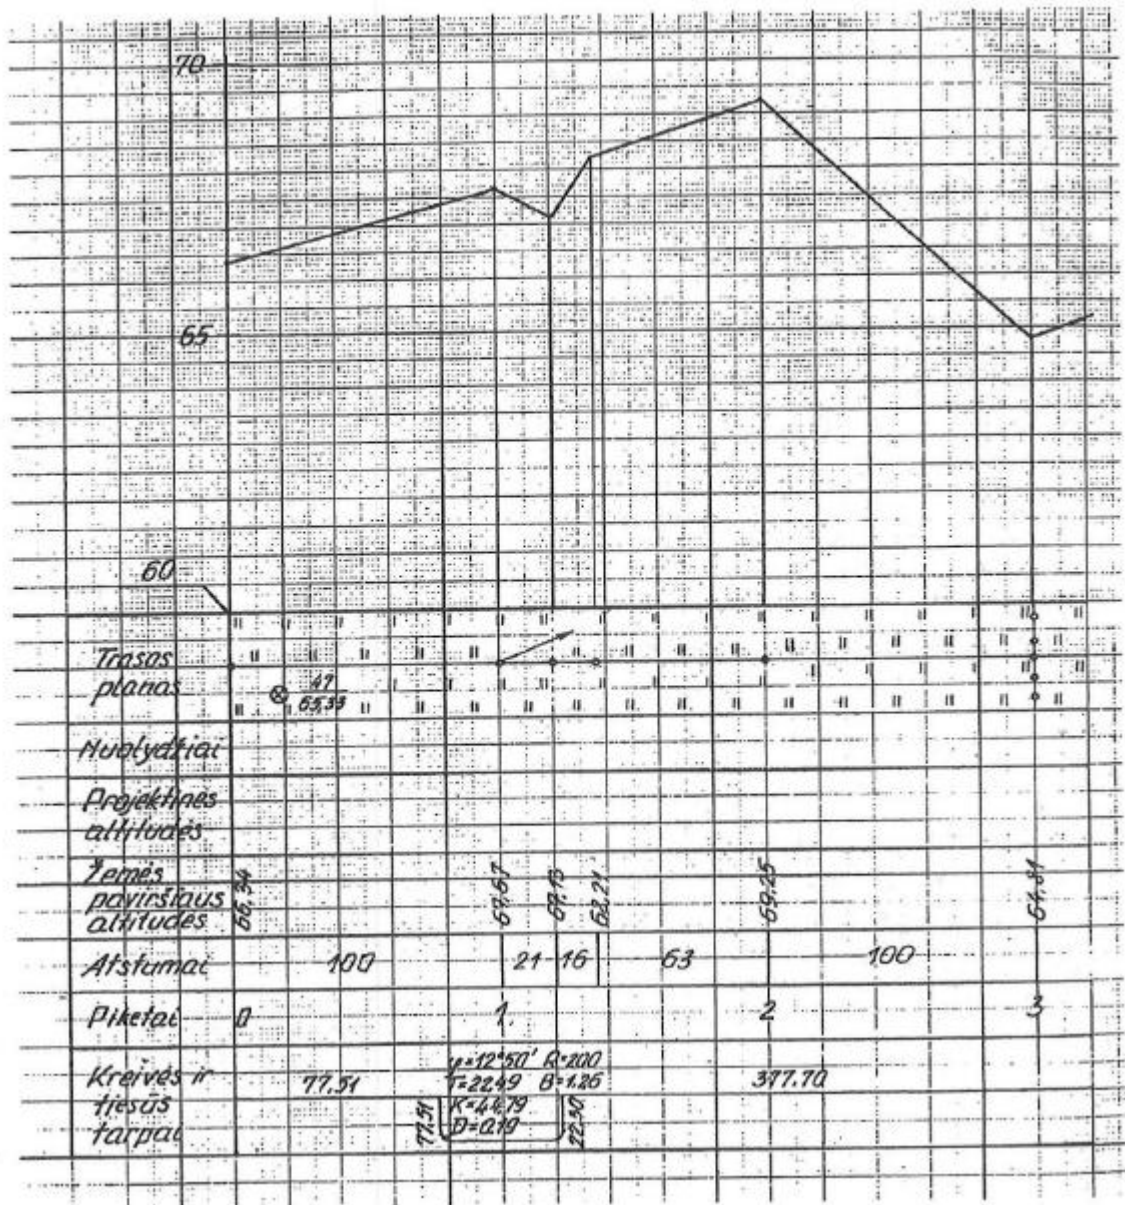 70
65
60
Trasos
planas
47
65,33
Nuolydžiai
Projektinės
altitudės
Žemės
paviršiaus
altitudės
66,34 67,67 67,15 68,21 69,25 64,81
Atstumai 100 21 16 63 100
Piketai 0 1 2 3
Kreivės ir
tiesūs
tarpai
77.51
φ=12°50' R=200
T=22,49 B=1.26
K=44,79
D=0,19
77,51
22,30
377.70